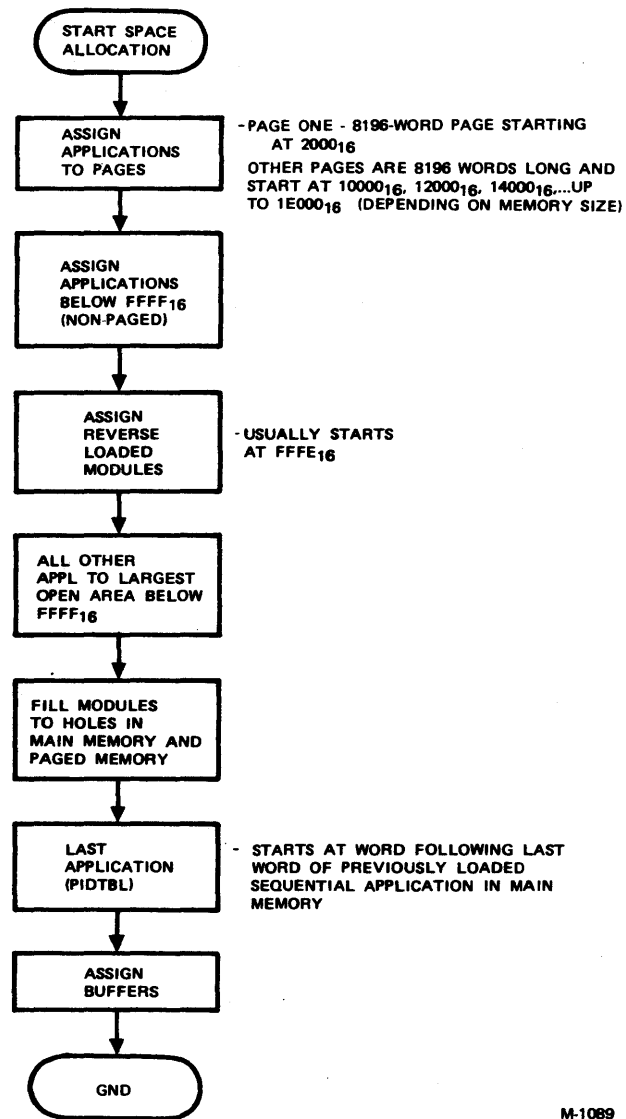 START SPACE
ALLOCATION
ASSIGN
APPLICATIONS
TO PAGES
- PAGE ONE - 8196-WORD PAGE STARTING
AT 2000₁₆
OTHER PAGES ARE 8196 WORDS LONG AND
START AT 10000₁₆, 12000₁₆, 14000₁₆,...UP
TO 1E000₁₆ (DEPENDING ON MEMORY SIZE)
ASSIGN
APPLICATIONS
BELOW FFFF₁₆
(NON-PAGED)
ASSIGN
REVERSE
LOADED
MODULES
- USUALLY STARTS
AT FFFE₁₆
ALL OTHER
APPL TO LARGEST
OPEN AREA BELOW
FFFF₁₆
FILL MODULES
TO HOLES IN
MAIN MEMORY AND
PAGED MEMORY
LAST
APPLICATION
(PIDTBL)
- STARTS AT WORD FOLLOWING LAST
WORD OF PREVIOUSLY LOADED
SEQUENTIAL APPLICATION IN MAIN
MEMORY
ASSIGN
BUFFERS
GND
M-1089